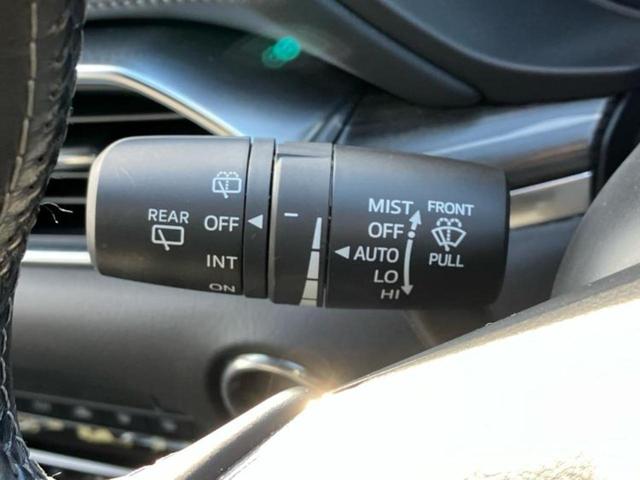 REAR
OFF
INT
ON
MIST
OFF
AUTO
LO
HI
FRONT
PULL